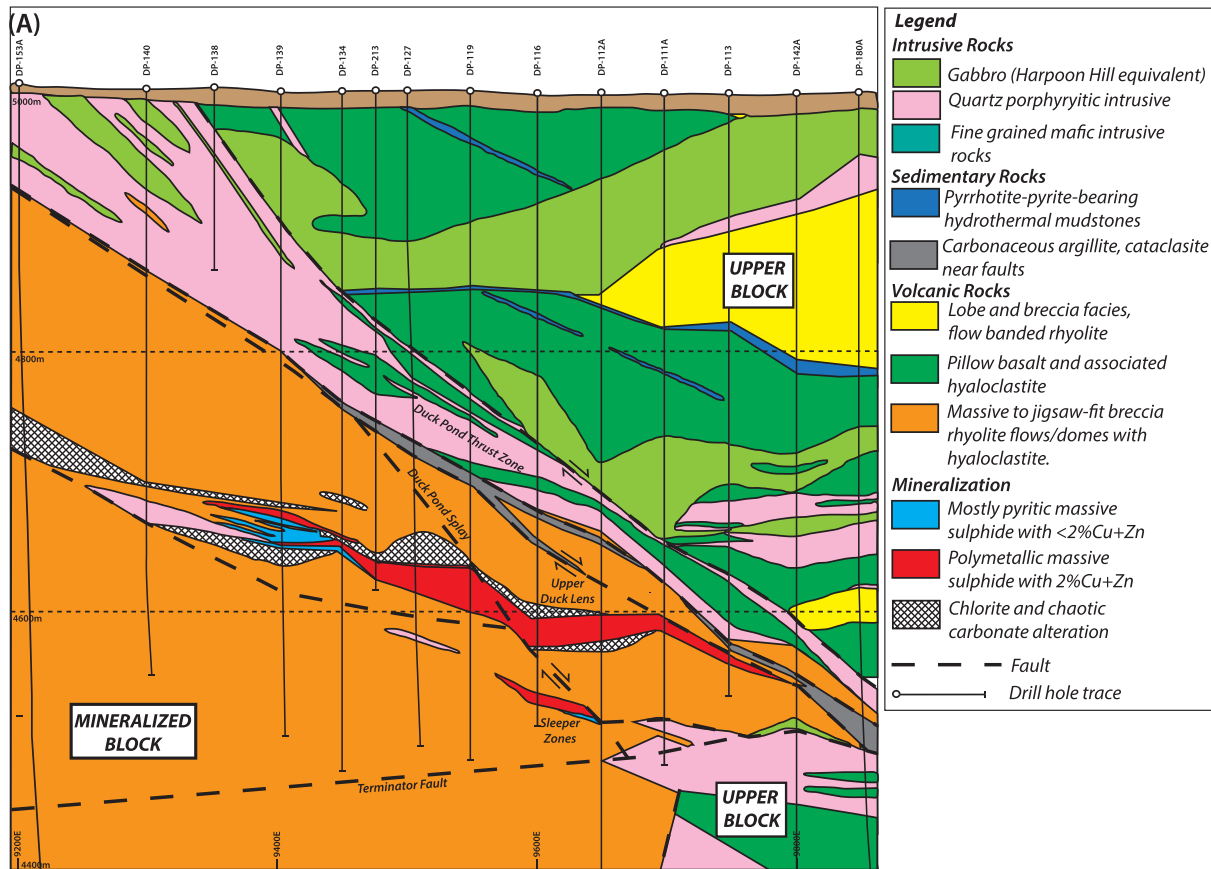 (A)
DP-153A
DP-140
DP-138
DP-139
DP-134
DP-213
DP-127
DP-119
DP-116
DP-112A
DP-111A
DP-113
DP-142A
DP-180A
5000m
UPPER
BLOCK
4800m
Duck Pond Thrust Zone
Duck Pond Splay
Upper
Duck Lens
4600m
MINERALIZED
BLOCK
Sleeper
Zones
Terminator Fault
UPPER
BLOCK
9200E
9400E
9600E
9800E
4400m
Legend
Intrusive Rocks
Gabbro (Harpoon Hill equivalent)
Quartz porphyryitic intrusive
Fine grained mafic intrusive
rocks
Sedimentary Rocks
Pyrrhotite-pyrite-bearing
hydrothermal mudstones
Carbonaceous argillite, cataclasite
near faults
Volcanic Rocks
Lobe and breccia facies,
flow banded rhyolite
Pillow basalt and associated
hyaloclastite
Massive to jigsaw-fit breccia
rhyolite flows/domes with
hyaloclastite.
Mineralization
Mostly pyritic massive
sulphide with <2%Cu+Zn
Polymetallic massive
sulphide with 2%Cu+Zn
Chlorite and chaotic
carbonate alteration
Fault
Drill hole trace